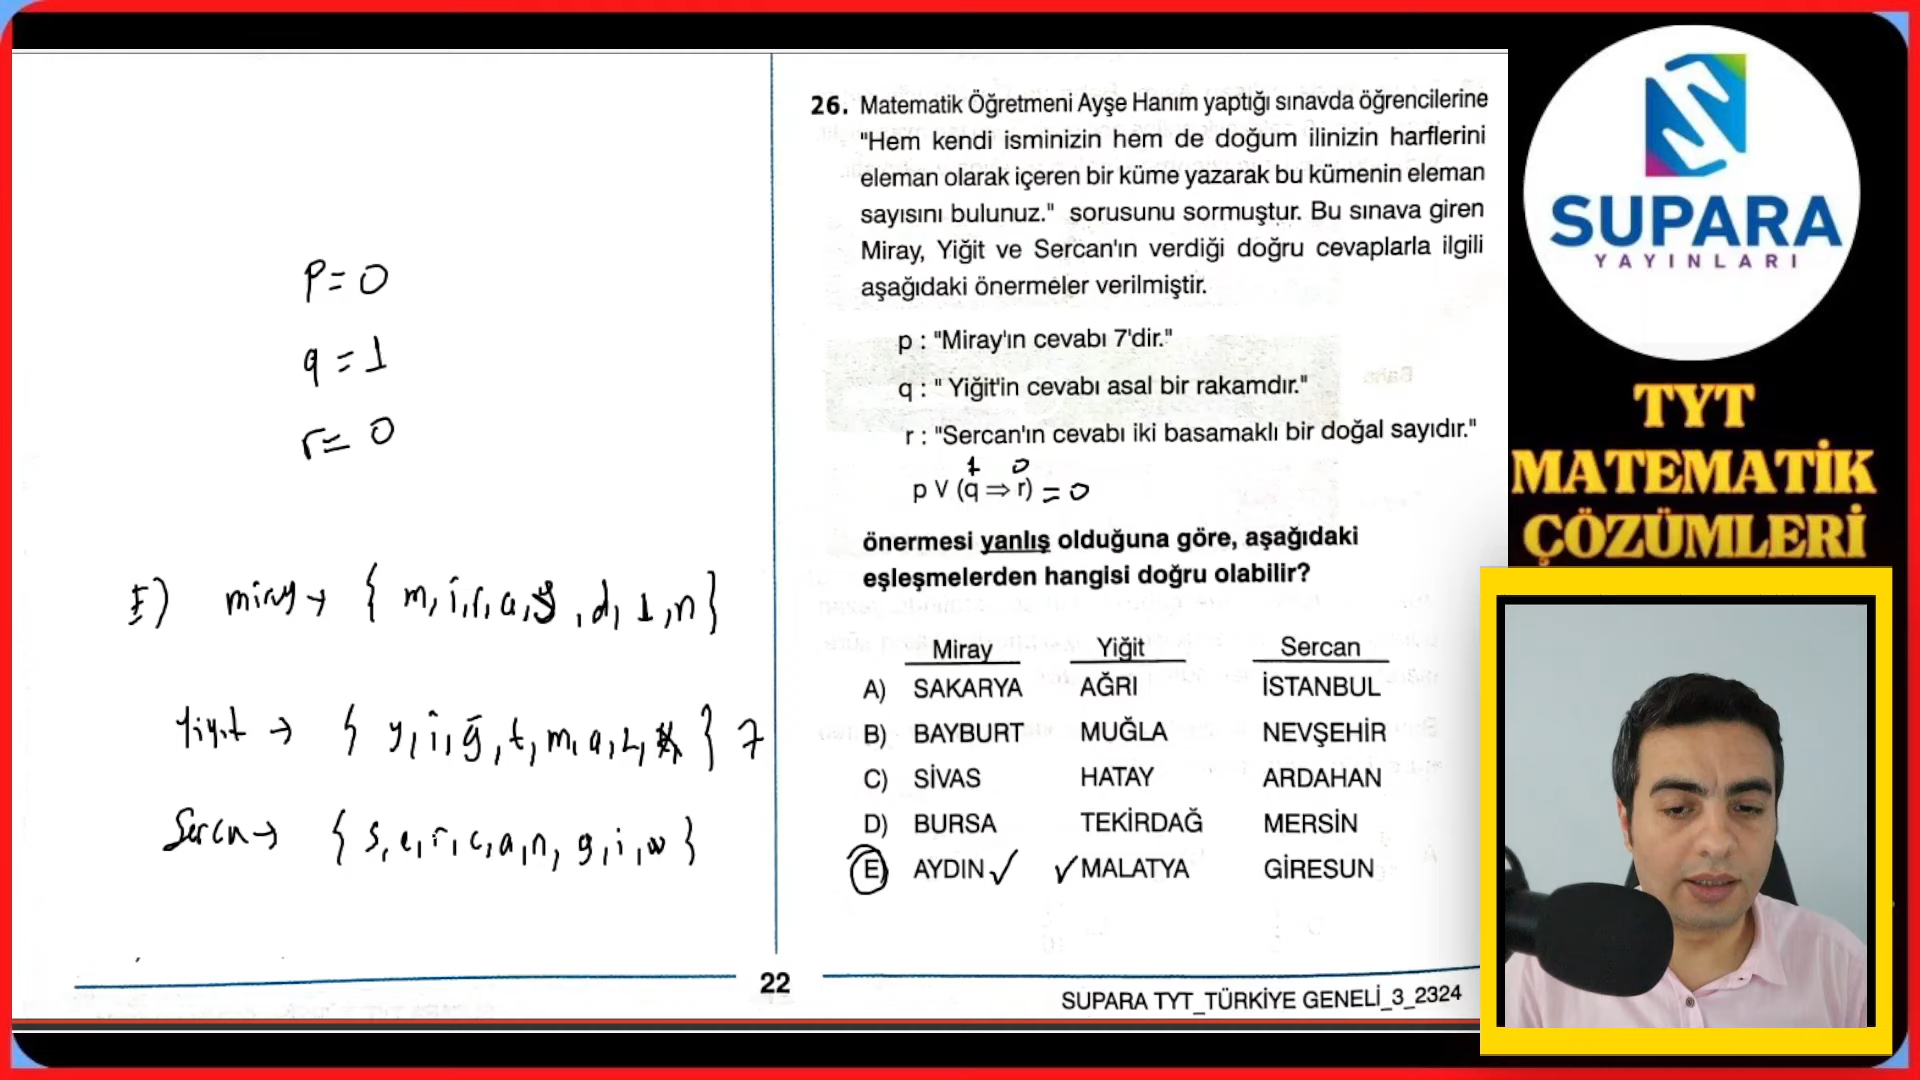 P=0
q=1
r=0
E) miray → { m, i, r, a, y, d, ı, n }
Yiğit → { y, i, ğ, t, m, a, L, } 7
Sercan → { s, e, r, c, a, n, g, i, u }
22
26. Matematik Öğretmeni Ayşe Hanım yaptığı sınavda öğrencilerine
"Hem kendi isminizin hem de doğum ilinizin harflerini
eleman olarak içeren bir küme yazarak bu kümenin eleman
sayısını bulunuz." sorusunu sormuştur. Bu sınava giren
Miray, Yiğit ve Sercan'ın verdiği doğru cevaplarla ilgili
aşağıdaki önermeler verilmiştir.
p : "Miray'ın cevabı 7'dir."
q : " Yiğit'in cevabı asal bir rakamdır."
r : "Sercan'ın cevabı iki basamaklı bir doğal sayıdır."
1 0
p V (q ⇒ r) = 0
önermesi yanlış olduğuna göre, aşağıdaki
eşleşmelerden hangisi doğru olabilir?
Miray Yiğit Sercan
A) SAKARYA AĞRI İSTANBUL
B) BAYBURT MUĞLA NEVŞEHİR
C) SİVAS HATAY ARDAHAN
D) BURSA TEKİRDAĞ MERSİN
E) AYDIN ✓ ✓ MALATYA GİRESUN
SUPARA TYT_TÜRKİYE GENELİ_3_2324
SUPARA
YAYINLARI
TYT
MATEMATİK
ÇÖZÜMLERİ